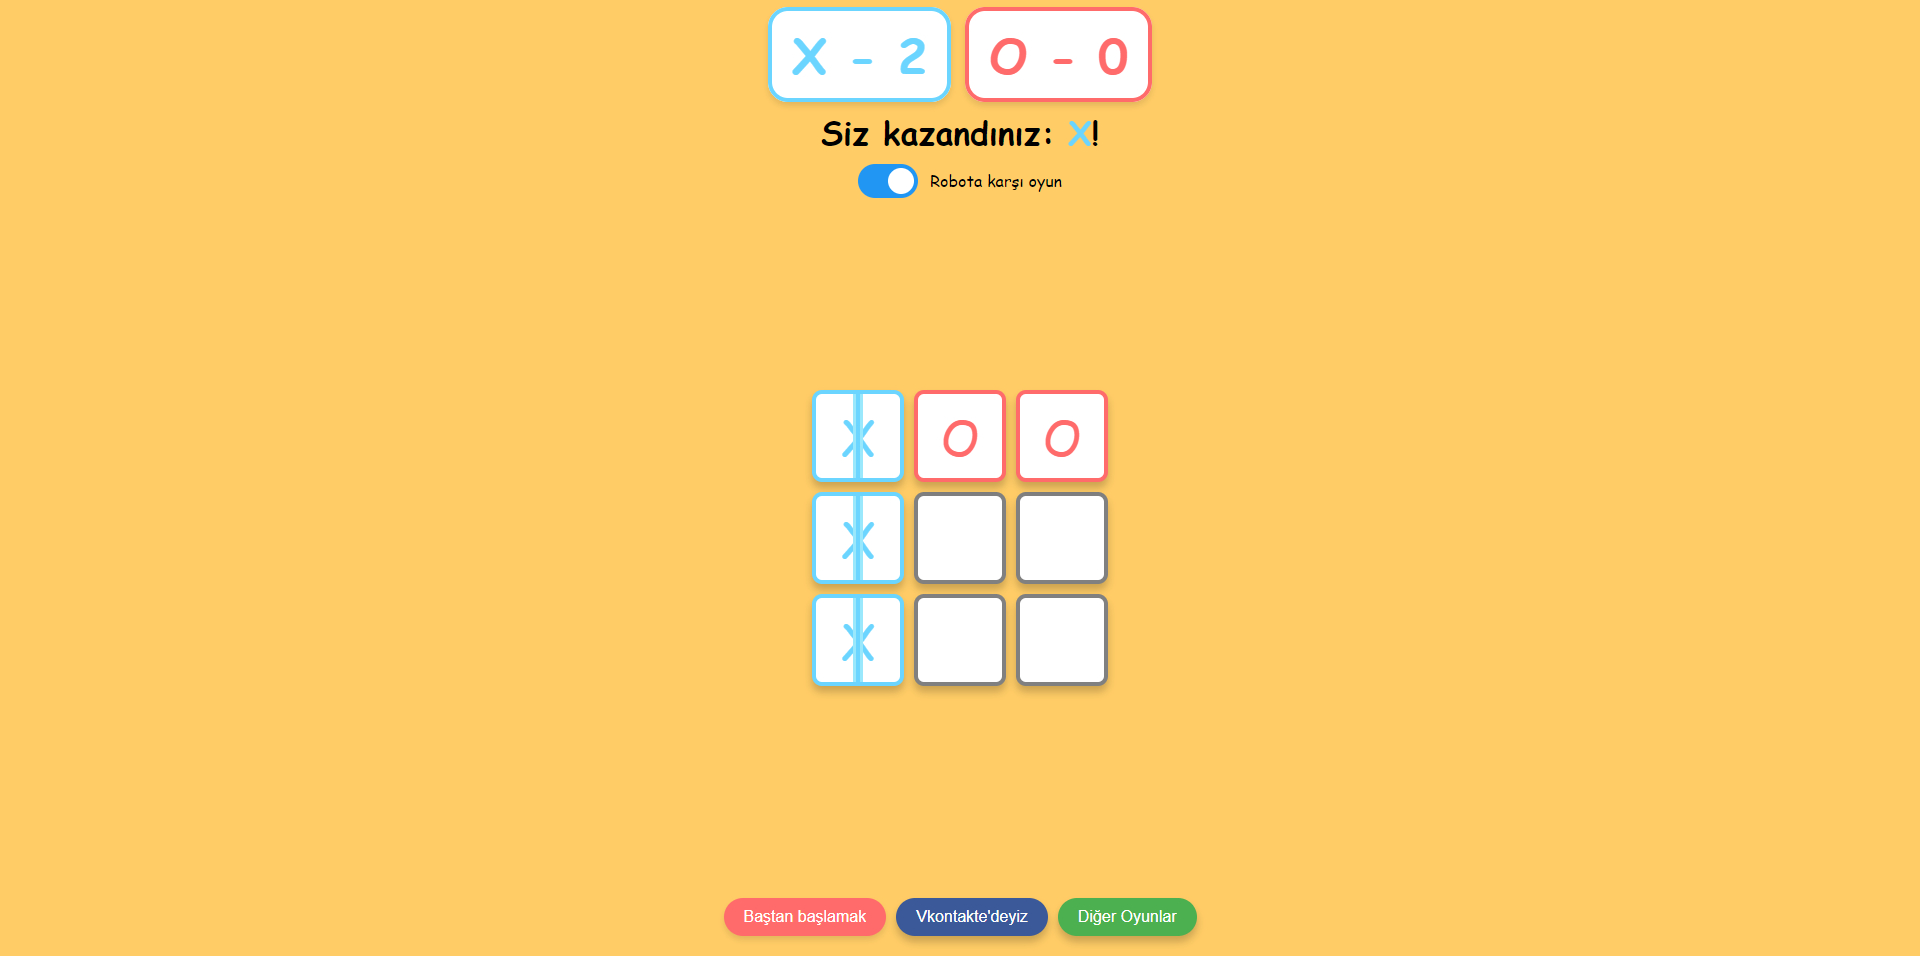 X - 2 O - 0
Siz kazandınız: X!
Robota karşı oyun
X O O
X
X
Baştan başlamak Vkontakte'deyiz Diğer Oyunlar